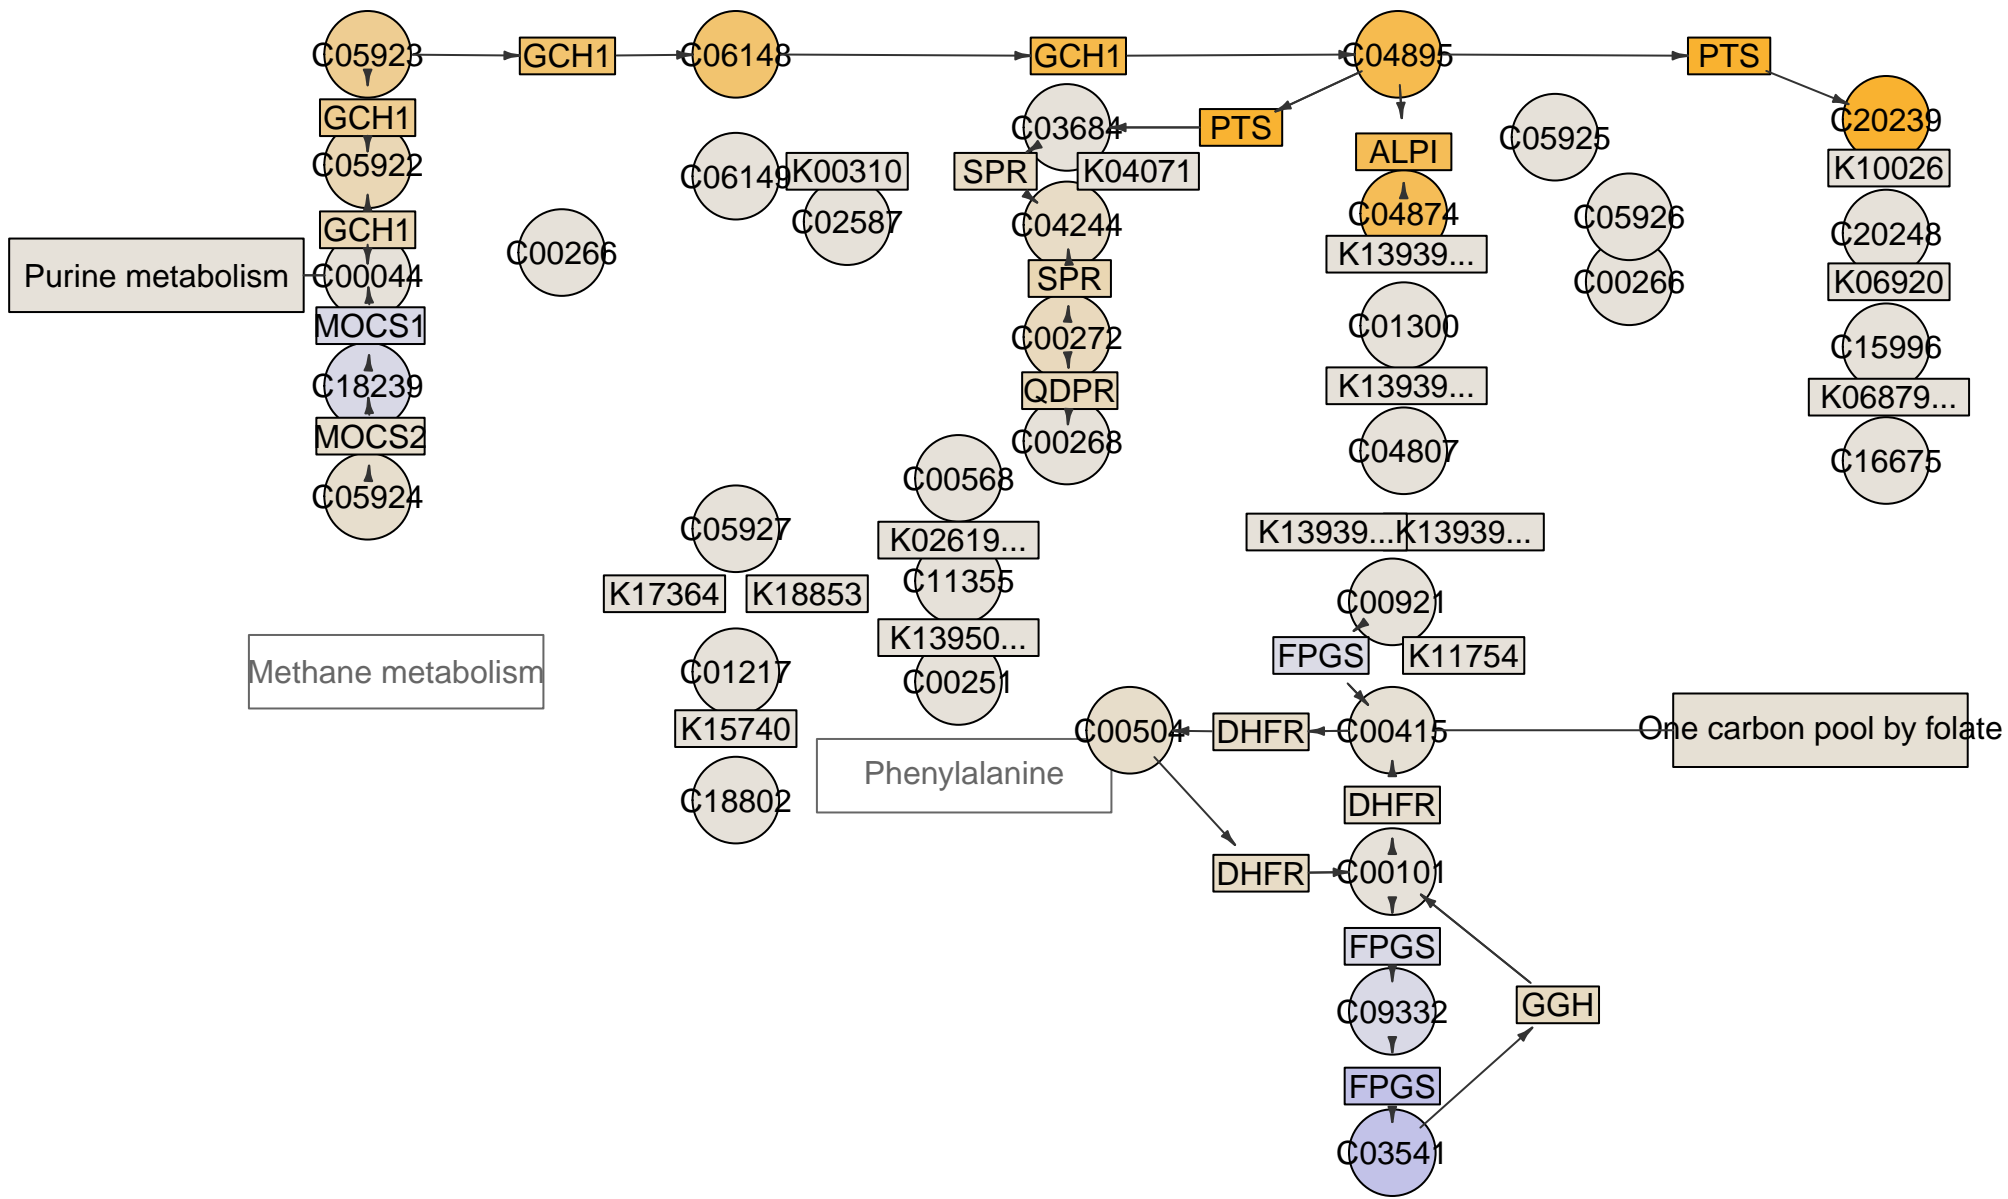 C05923
GCH1
C06148
GCH1
C04895
PTS
GCH1
C03684
PTS
C20239
C05922
C06149
K00310
SPR
K04071
ALPI
C05925
K10026
GCH1
C00266
C02587
C04244
C04874
C05926
C20248
Purine metabolism
C00044
SPR
K13939...
C00266
K06920
MOCS1
C00272
C01300
C15996
C18239
QDPR
K13939...
K06879...
MOCS2
C00268
C04807
C16675
C05924
C00568
C05927
K02619...
K13939...
K13939...
K17364
K18853
C11355
C00921
Methane metabolism
C01217
K13950...
FPGS
K11754
C00251
K15740
C00504
DHFR
C00415
One carbon pool by folate
Phenylalanine
C18802
DHFR
DHFR
C00101
FPGS
C09332
GGH
FPGS
C03541